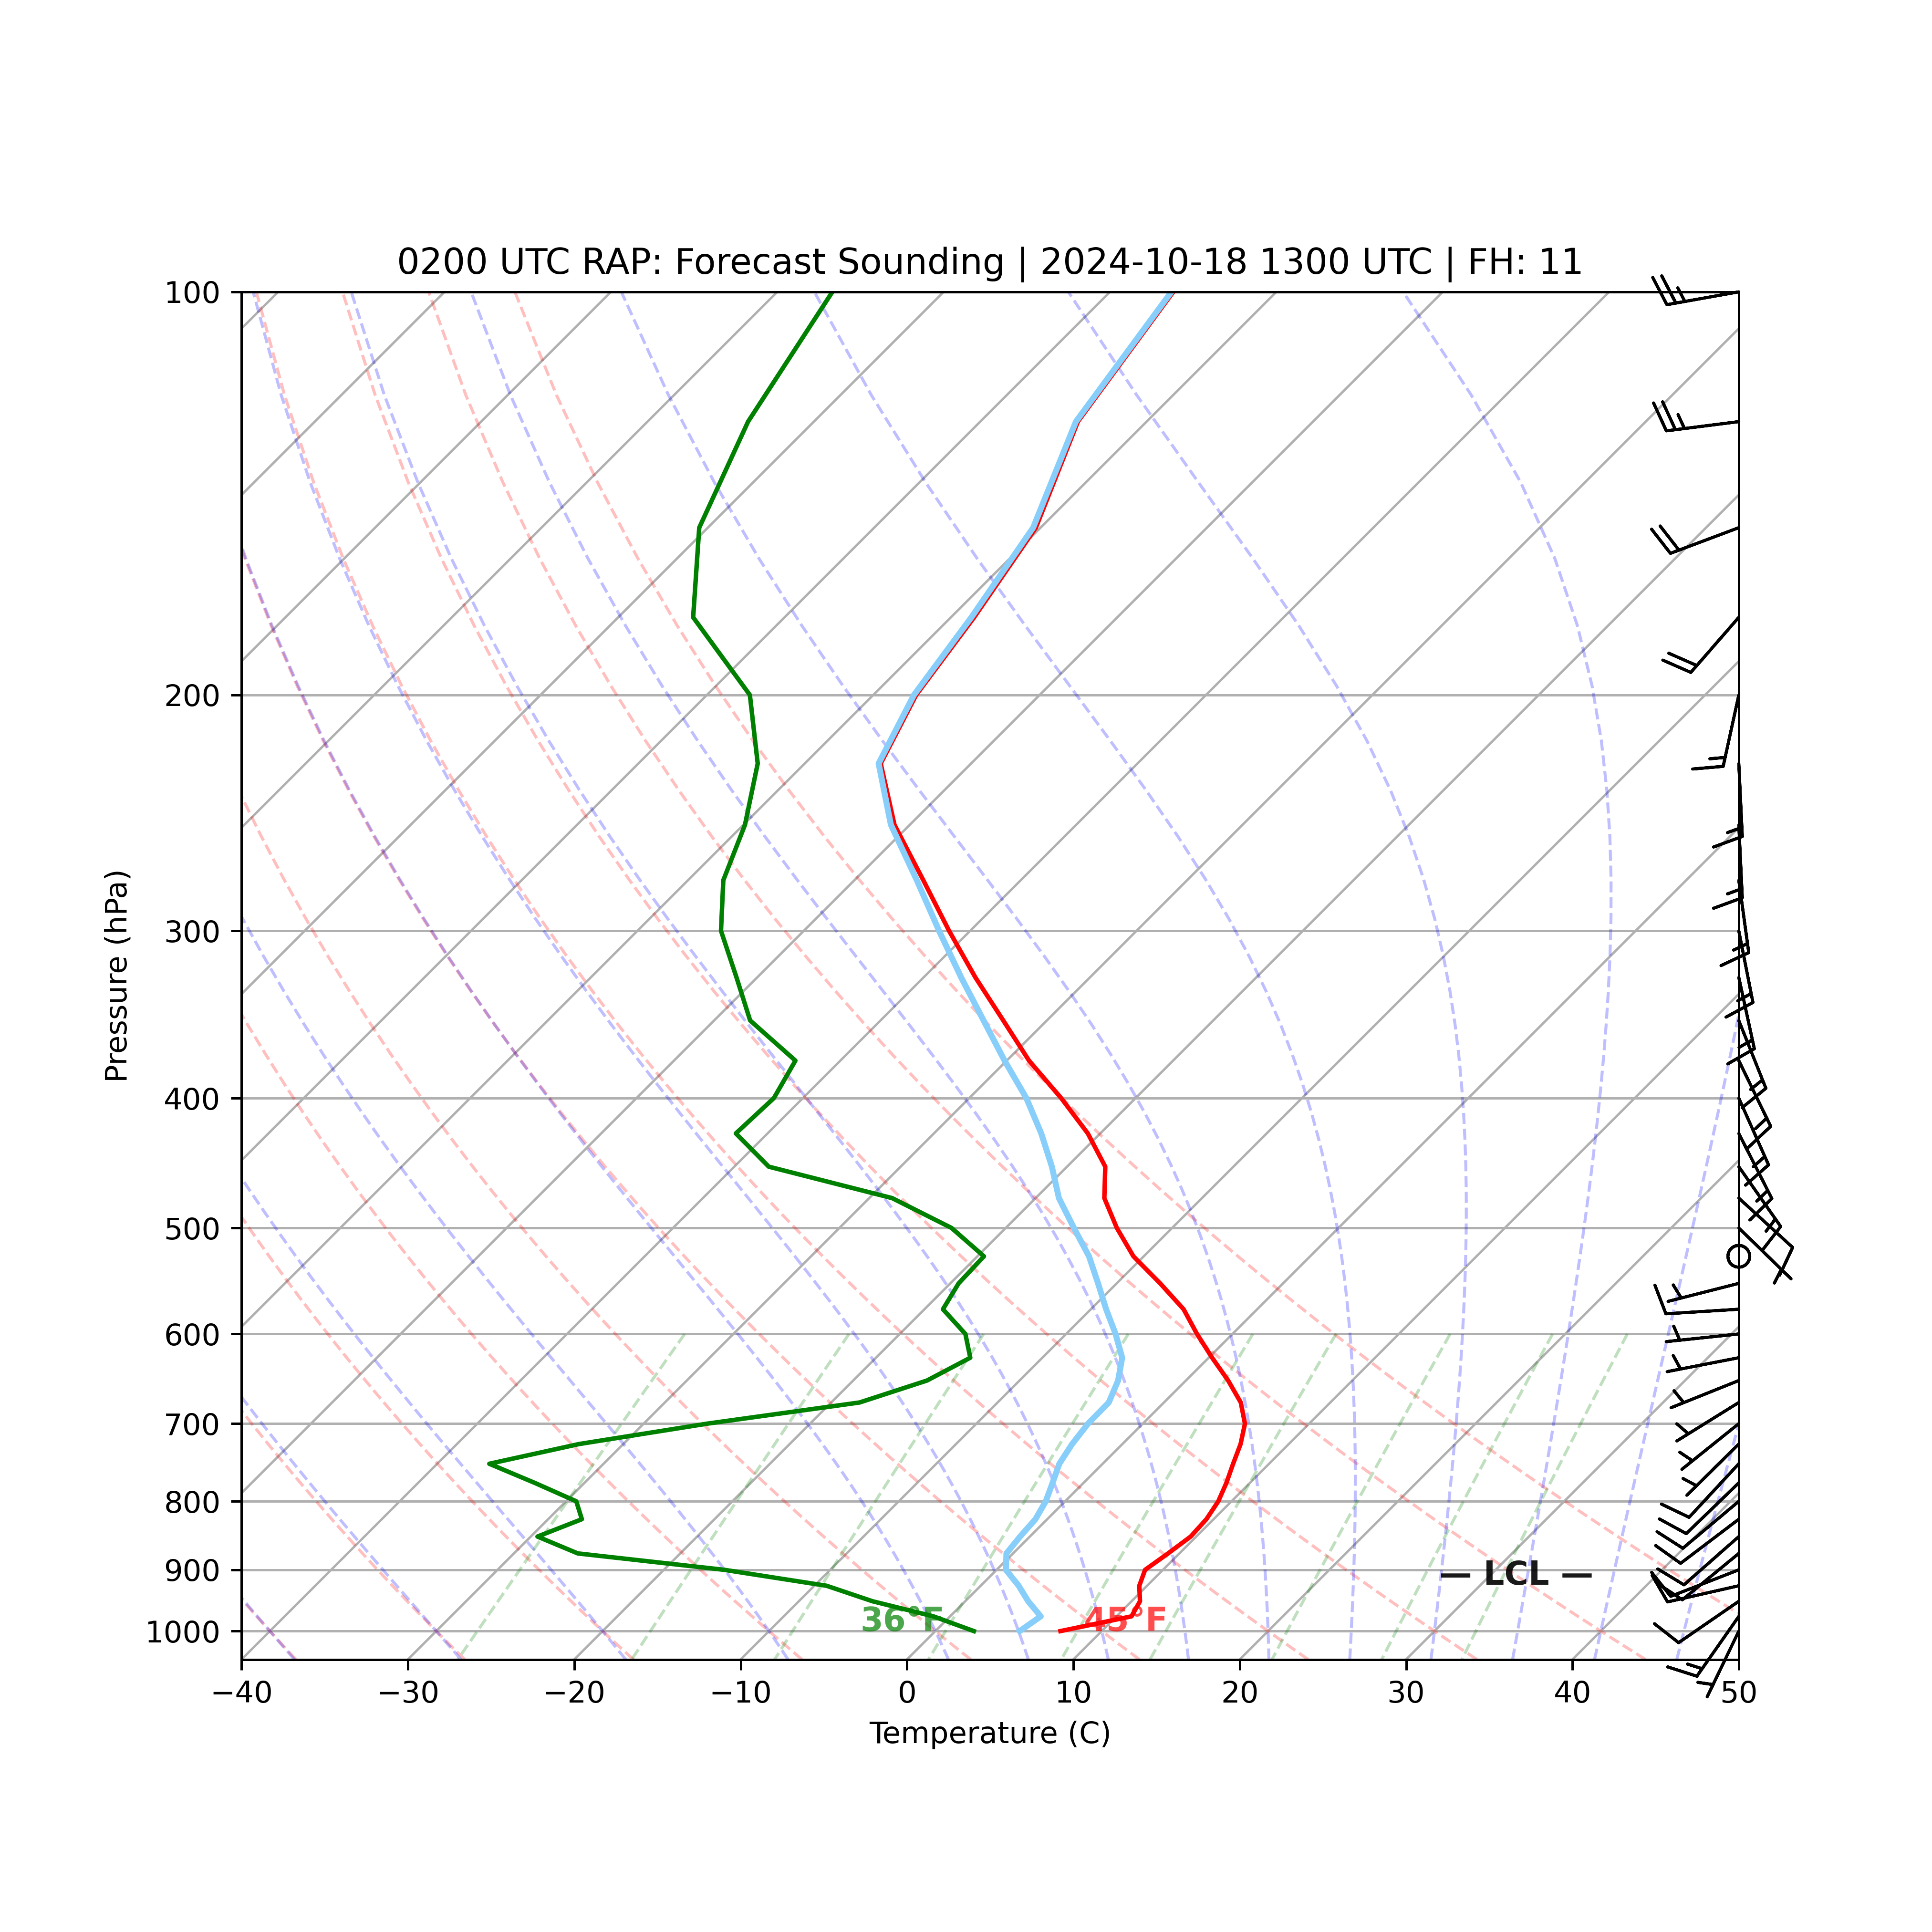 0200 UTC RAP: Forecast Sounding | 2024-10-18 1300 UTC | FH: 11
100
200
300
400
500
600
700
800
900
1000
Pressure (hPa)
— LCL —
36°F
45°F
−40 −30 −20 −10 0 10 20 30 40 50
Temperature (C)